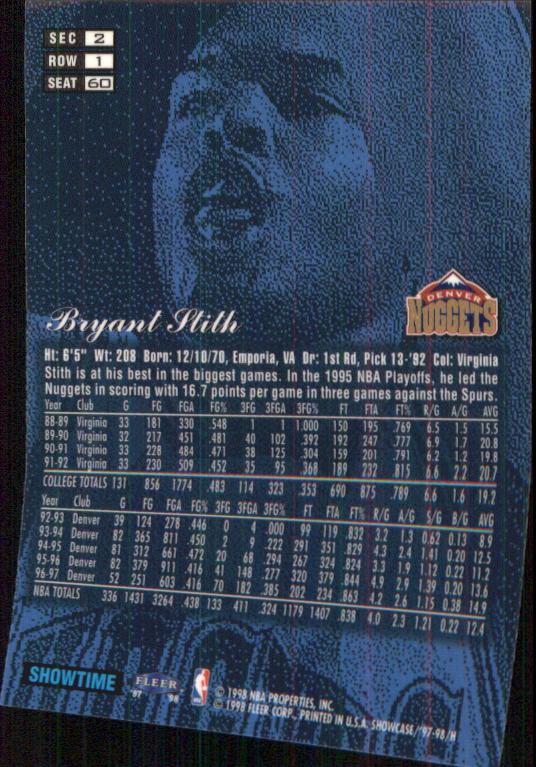 SEC 2
ROW 1
SEAT 60
DENVER
NUGGETS
Bryant Stith
Ht: 6'5" Wt: 208 Born: 12/10/70, Emporia, VA Dr: 1st Rd, Pick 13-'92 Col: Virginia
Stith is at his best in the biggest games. In the 1995 NBA Playoffs, he led the
Nuggets in scoring with 16.7 points per game in three games against the Spurs.
Year Club G FG FGA FG% 3FG 3FGA 3FG% FT FTA FT% R/G A/G AVG
88-89 Virginia 33 181 330 .548 1 1 1.000 150 195 .769 6.5 1.5 15.5
89-90 Virginia 32 217 451 .481 40 102 .392 192 247 .777 6.9 1.7 20.8
90-91 Virginia 33 228 484 .471 38 125 .304 159 201 .791 6.2 1.2 19.8
91-92 Virginia 33 230 509 .452 35 95 .368 189 232 .815 6.6 2.2 20.7
COLLEGE TOTALS 131 856 1774 .483 114 323 .353 690 875 .789 6.6 1.6 19.2
Year Club G FG FGA FG% 3FG 3FGA 3FG% FT FTA FT% R/G A/G S/G B/G AVG
92-93 Denver 39 124 278 .446 0 4 .000 99 119 .832 3.2 1.3 0.62 0.13 8.9
93-94 Denver 82 365 811 .450 2 9 .222 291 351 .829 4.3 2.4 1.41 0.20 12.5
94-95 Denver 81 312 661 .472 20 68 .294 267 324 .824 3.3 1.9 1.12 0.22 11.2
95-96 Denver 82 379 911 .416 41 148 .277 320 379 .844 4.9 2.9 1.39 0.20 13.6
96-97 Denver 52 251 603 .416 70 182 .385 202 234 .863 4.2 2.6 1.15 0.38 14.9
NBA TOTALS 336 1431 3264 .438 133 411 .324 1179 1407 .838 4.0 2.3 1.21 0.22 12.4
SHOWTIME
FLEER
'97 98
© 1998 NBA PROPERTIES, INC.
© 1998 FLEER CORP., PRINTED IN U.S.A. SHOWCASE/'97-98/H